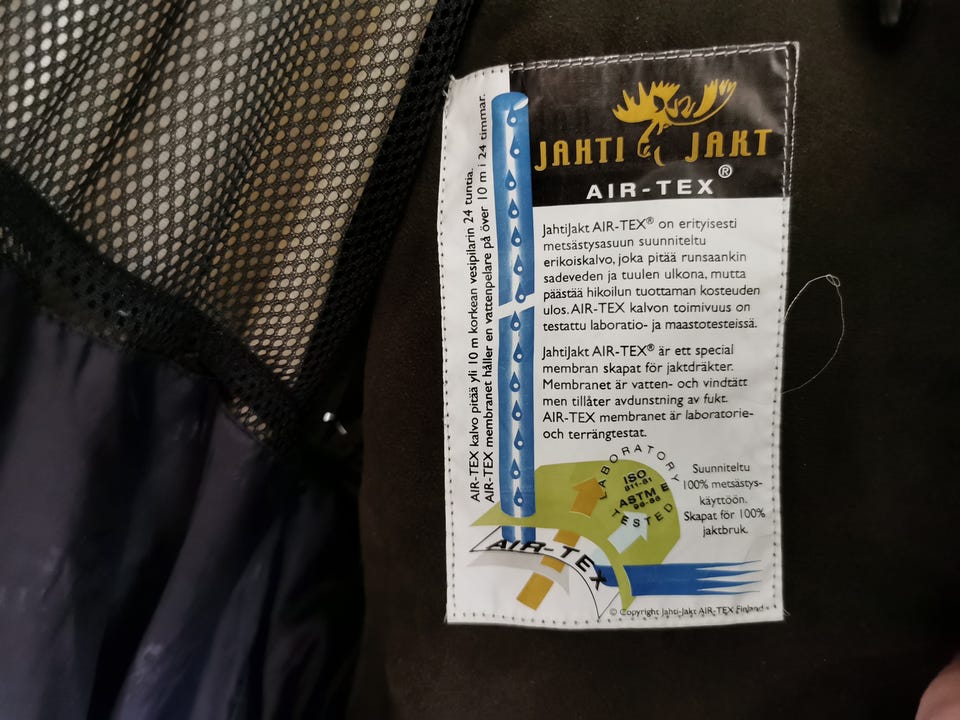 JAHTI JAKT
AIR-TEX®
AIR-TEX kalvo pitää yli 10 m korkean vesipilarin 24 tuntia.
AIR-TEX membranet håller en vattenpelare på över 10 m i 24 timmar.
JahtiJakt AIR-TEX® on erityisesti
metsästysasuun suunniteltu
erikoiskalvo, joka pitää runsaankin
sadeveden ja tuulen ulkona, mutta
päästää hikoilun tuottaman kosteuden
ulos. AIR-TEX kalvon toimivuus on
testattu laboratio- ja maastotesteissä.
JahtiJakt AIR-TEX® är ett special
membran skapat för jaktdräkter.
Membranet är vatten- och vindtätt
men tillåter avdunstning av fukt.
AIR-TEX membranet är laboratorie-
och terrängtestat.
LABORATORY
ISO
811-81
ASTM E
96-66
TESTED
Suunniteltu
100% metsästys-
käyttöön.
Skapat för 100%
jaktbruk.
AIR-TEX
© Copyright Jahti-Jakt AIR-TEX Finland